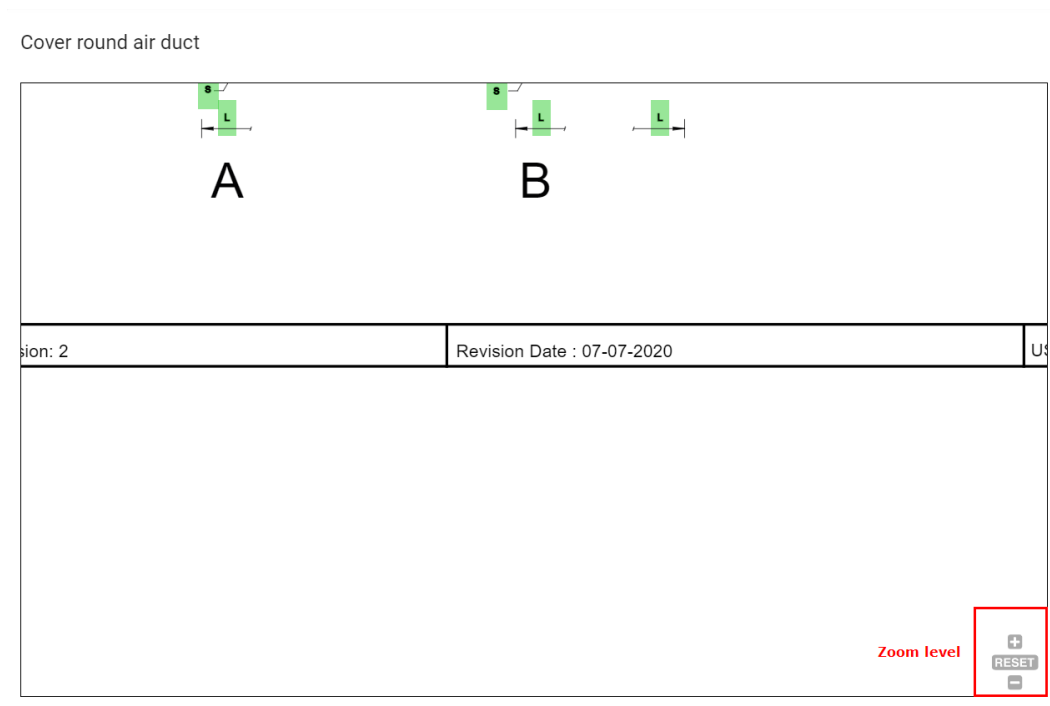 Cover round air duct
S S
L L L
A B
sion: 2 Revision Date : 07-07-2020 US
Zoom level
RESET